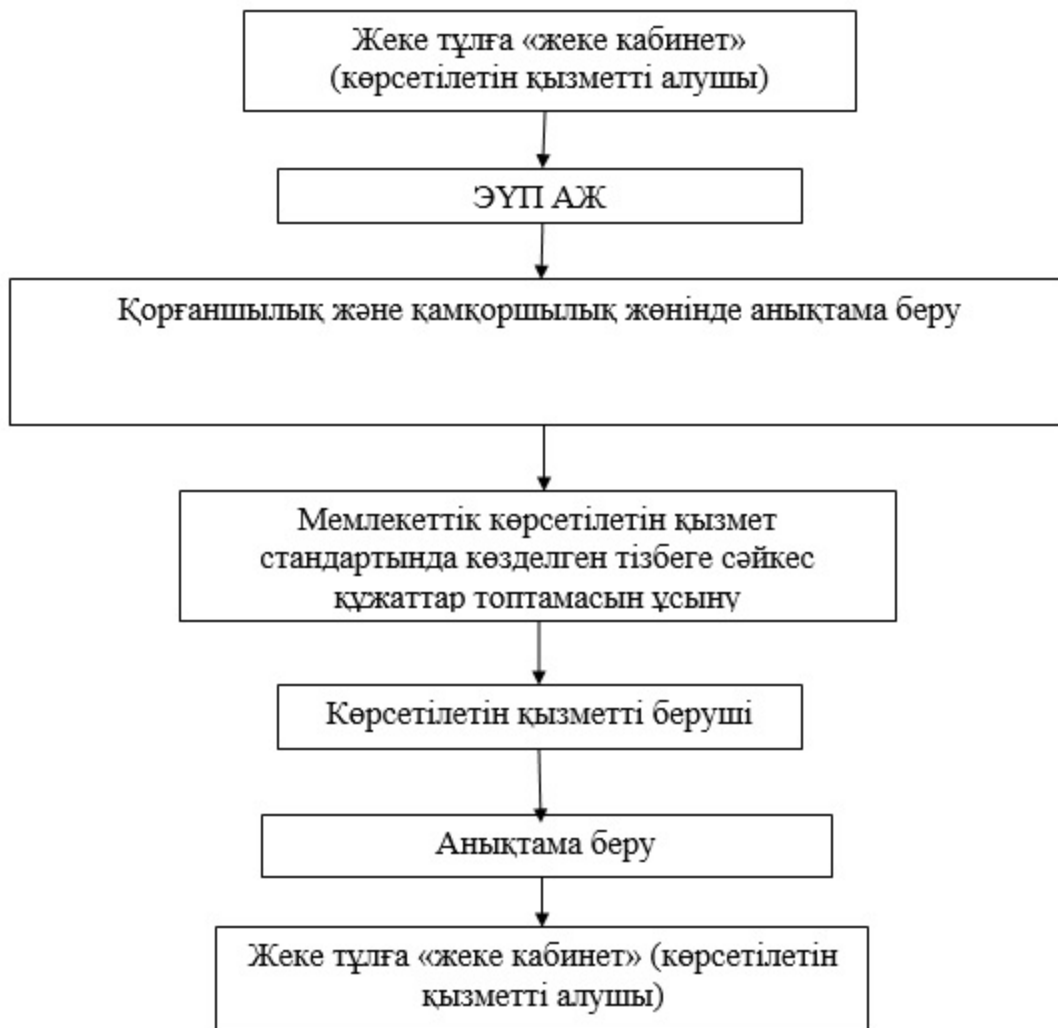 Жеке тұлға «жеке кабинет»
(көрсетілетін қызметті алушы)
ЭҮП АЖ
Қорғаншылық және қамқоршылық жөнінде анықтама беру
Мемлекеттік көрсетілетін қызмет
стандартында көзделген тізбеге сәйкес
құжаттар топтамасын ұсыну
Көрсетілетін қызметті беруші
Анықтама беру
Жеке тұлға «жеке кабинет» (көрсетілетін
қызметті алушы)